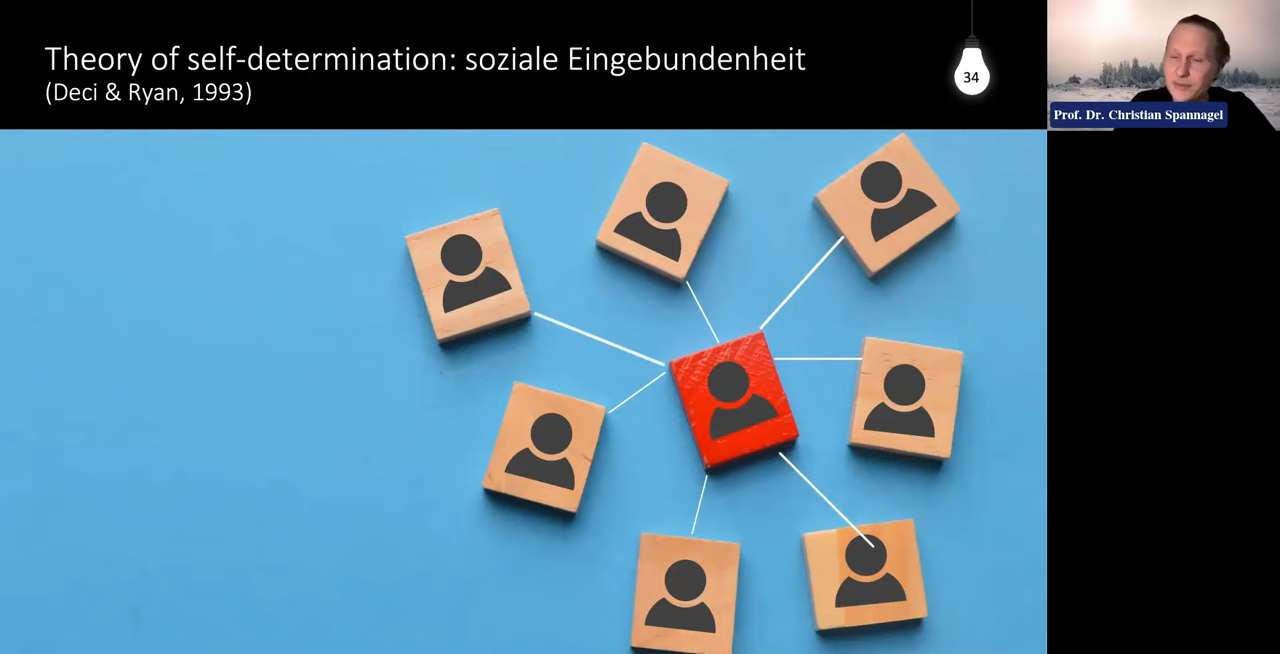 Theory of self-determination: soziale Eingebundenheit
(Deci & Ryan, 1993)
34
Prof. Dr. Christian Spannagel